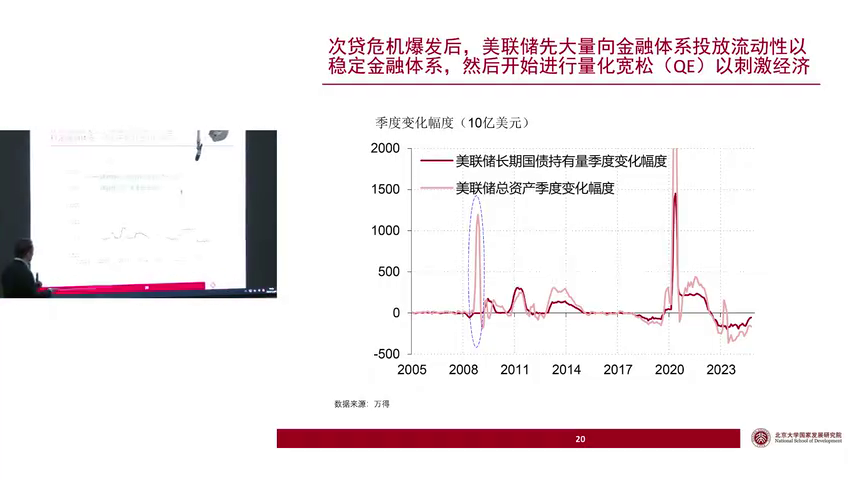 次贷危机爆发后，美联储先大量向金融体系投放流动性以
稳定金融体系，然后开始进行量化宽松（QE）以刺激经济
季度变化幅度（10亿美元）
美联储长期国债持有量季度变化幅度
美联储总资产季度变化幅度
2000
1500
1000
500
0
-500
2005 2008 2011 2014 2017 2020 2023
数据来源：万得
20
北京大学国家发展研究院
National School of Development